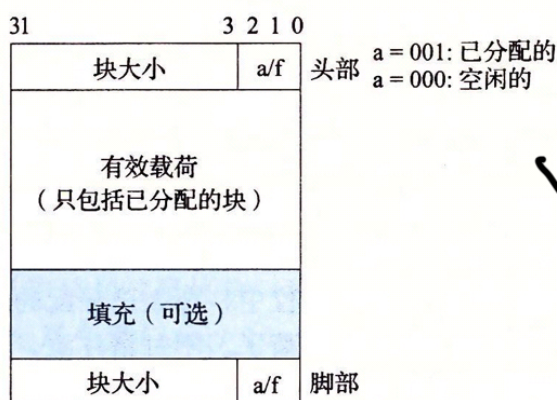 31 3 2 1 0
块大小 a/f 头部 a = 001: 已分配的
a = 000: 空闲的
有效载荷
（只包括已分配的块）
填充（可选）
块大小 a/f 脚部